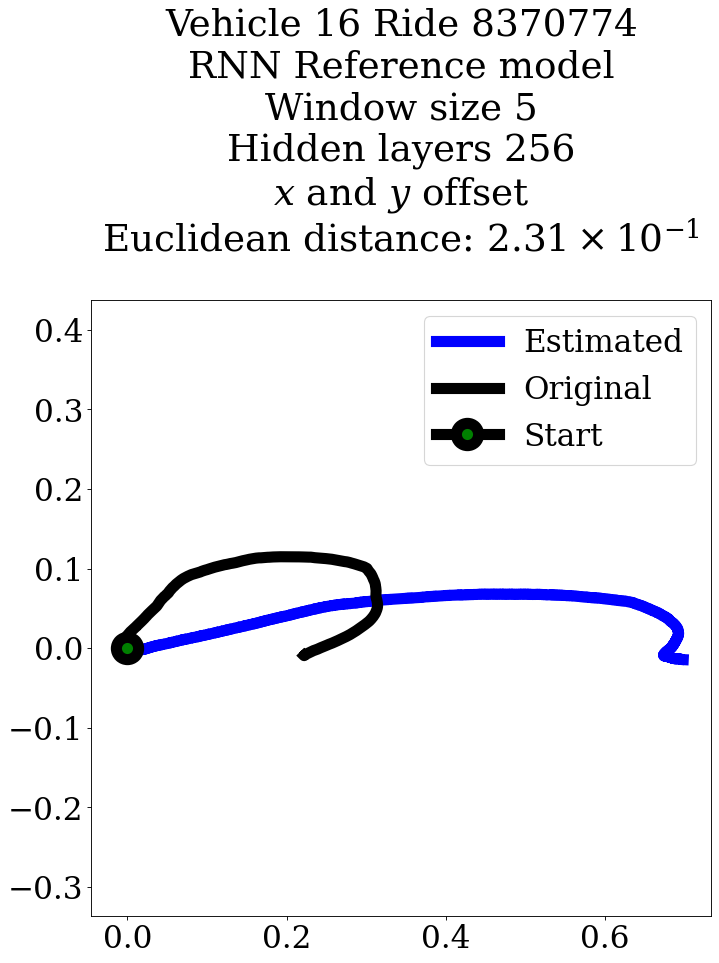 Vehicle 16 Ride 8370774
RNN Reference model
Window size 5
Hidden layers 256
x and y offset
Euclidean distance: 2.31 × 10⁻¹
Estimated
Original
Start
0.4
0.3
0.2
0.1
0.0
−0.1
−0.2
−0.3
0.0 0.2 0.4 0.6